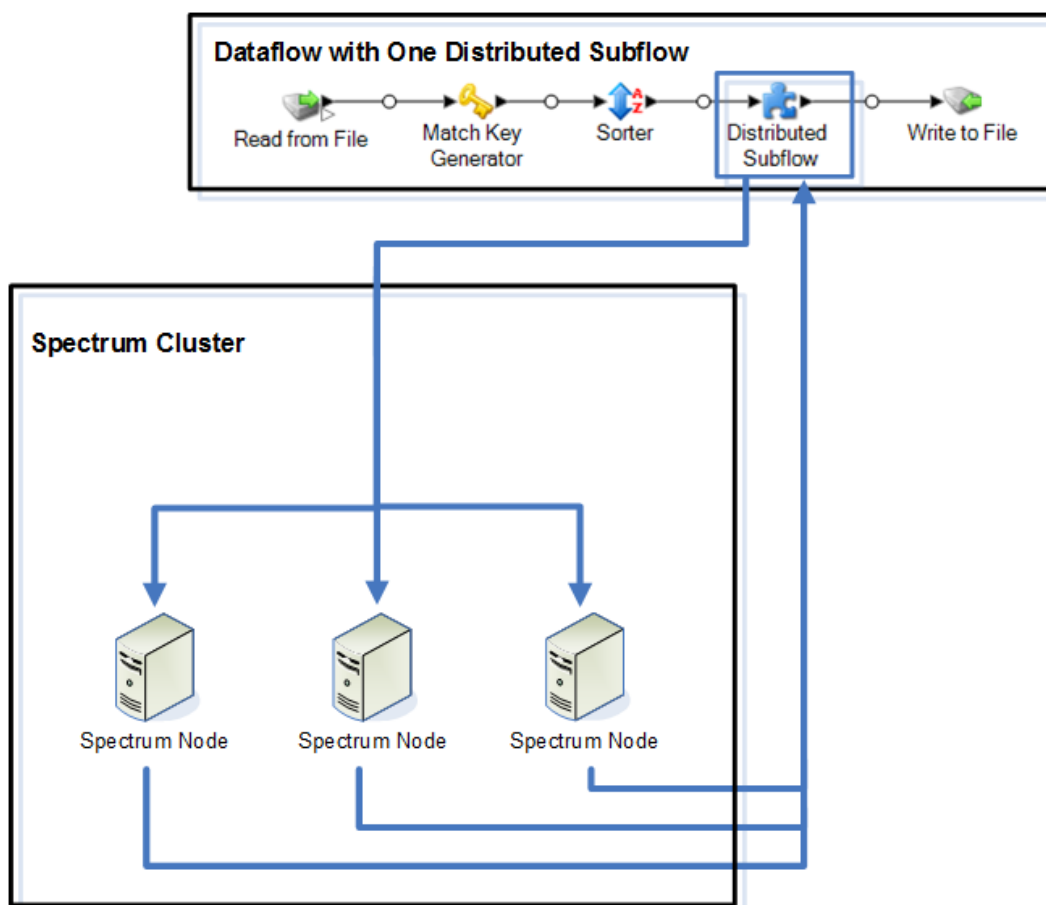 Dataflow with One Distributed Subflow
Read from File
Match Key
Generator
A
Z
Sorter
Distributed
Subflow
Write to File
Spectrum Cluster
Spectrum Node
Spectrum Node
Spectrum Node